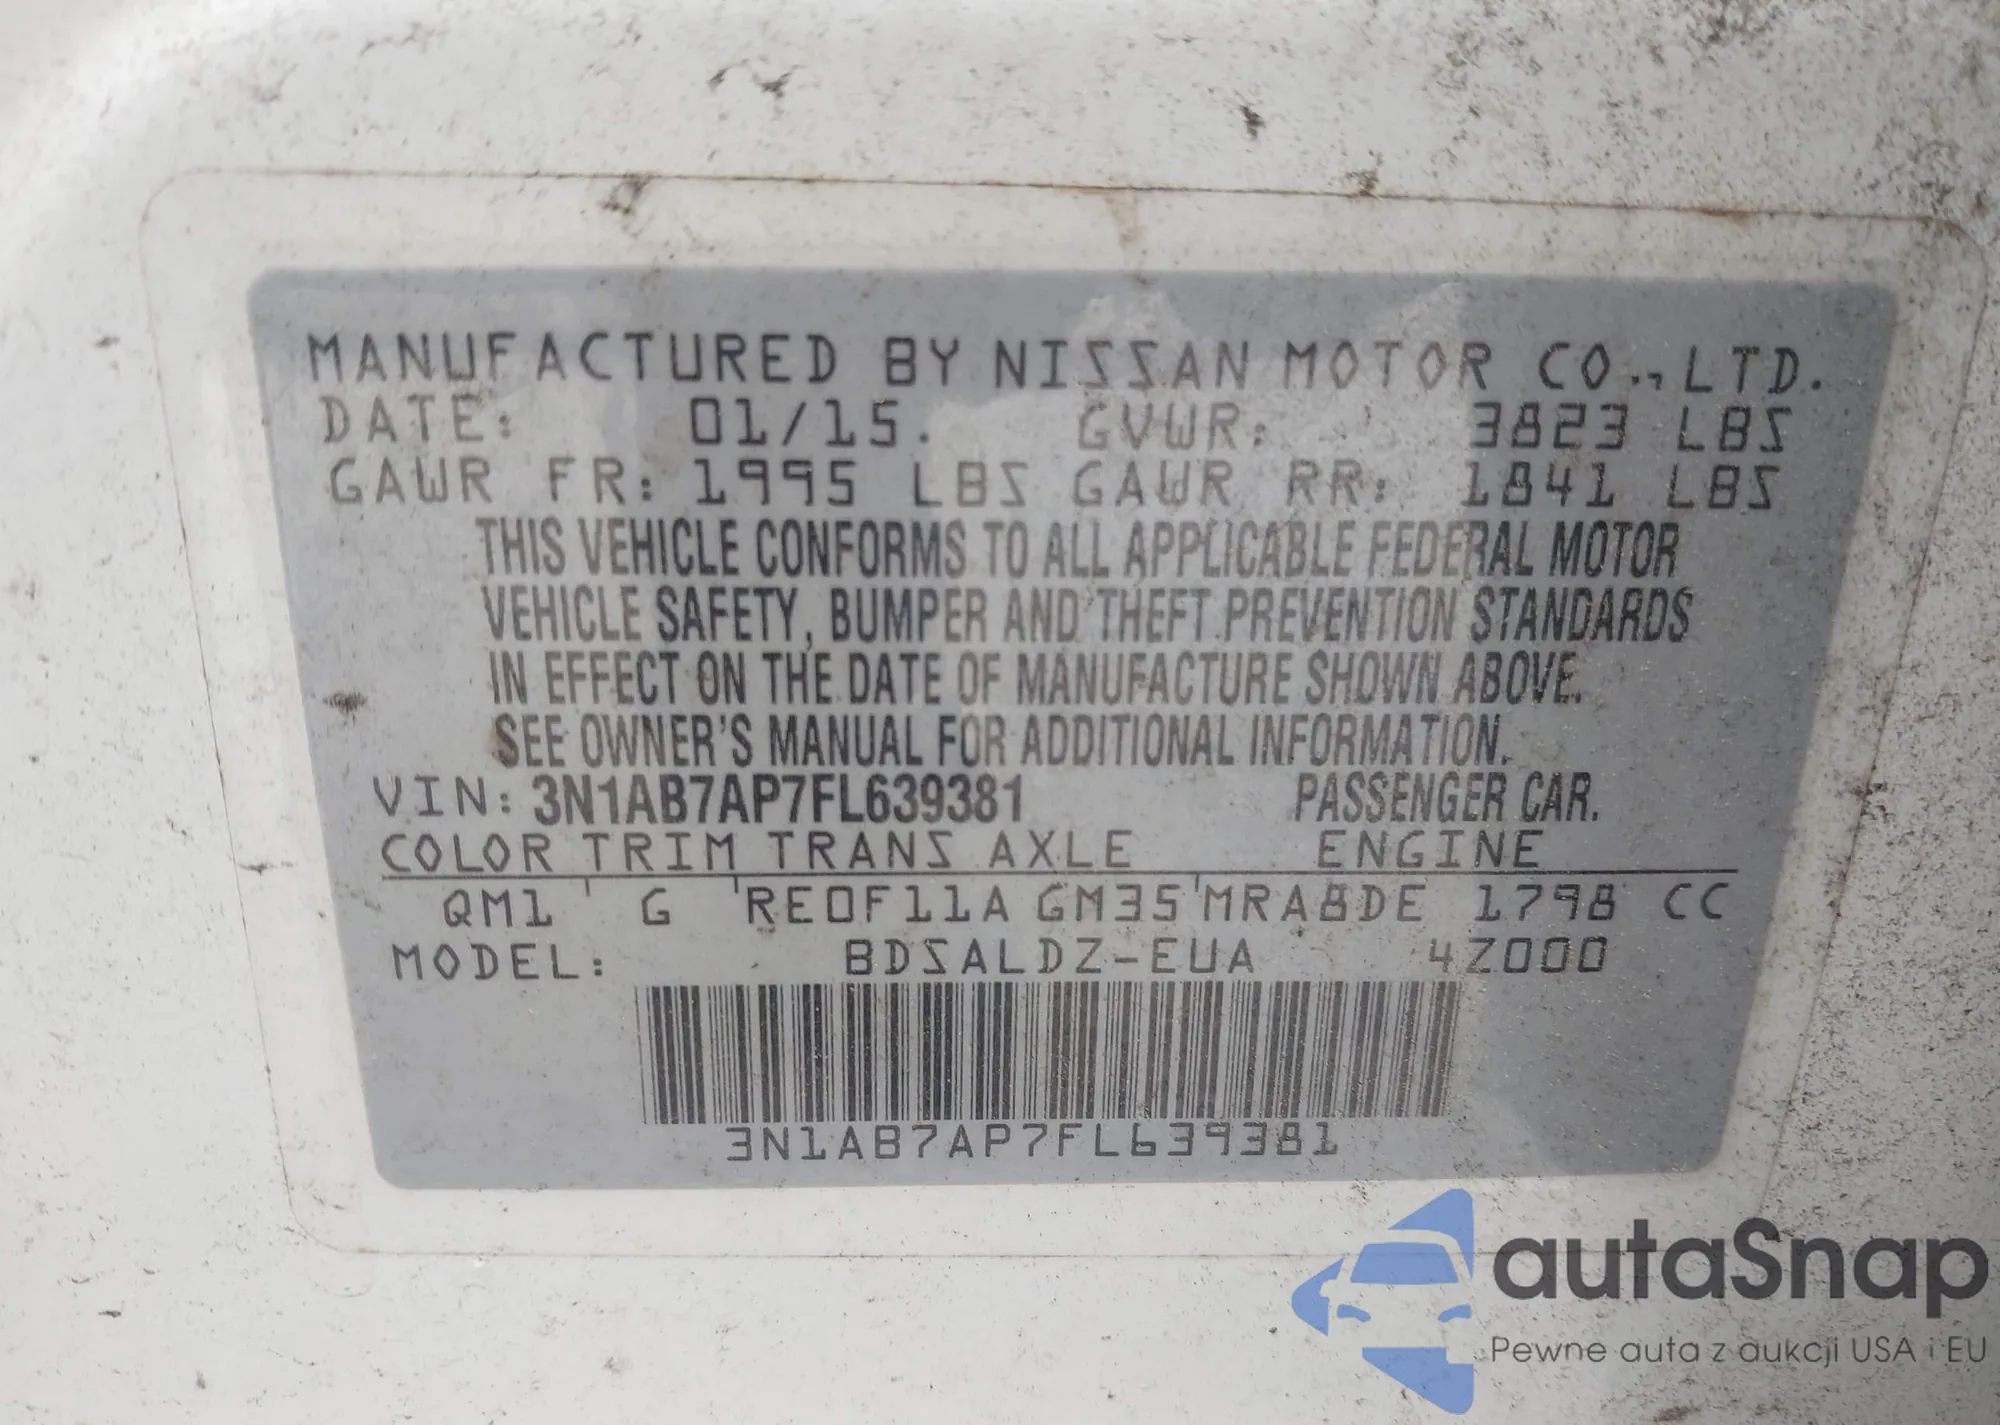 MANUFACTURED BY NISSAN MOTOR CO., LTD.
DATE: 01/15. GVWR: 3823 LBS
GAWR FR: 1995 LBS GAWR RR: 1841 LBS
THIS VEHICLE CONFORMS TO ALL APPLICABLE FEDERAL MOTOR
VEHICLE SAFETY, BUMPER AND THEFT PREVENTION STANDARDS
IN EFFECT ON THE DATE OF MANUFACTURE SHOWN ABOVE.
SEE OWNER'S MANUAL FOR ADDITIONAL INFORMATION.
VIN: 3N1AB7AP7FL639381 PASSENGER CAR.
COLOR TRIM TRANS AXLE ENGINE
QM1 G RE0F11A GM35 MRA8DE 1798 CC
MODEL: BDSALDZ-EUA 4Z000
3N1AB7AP7FL639381
autaSnap
Pewne auta z aukcji USA i EU